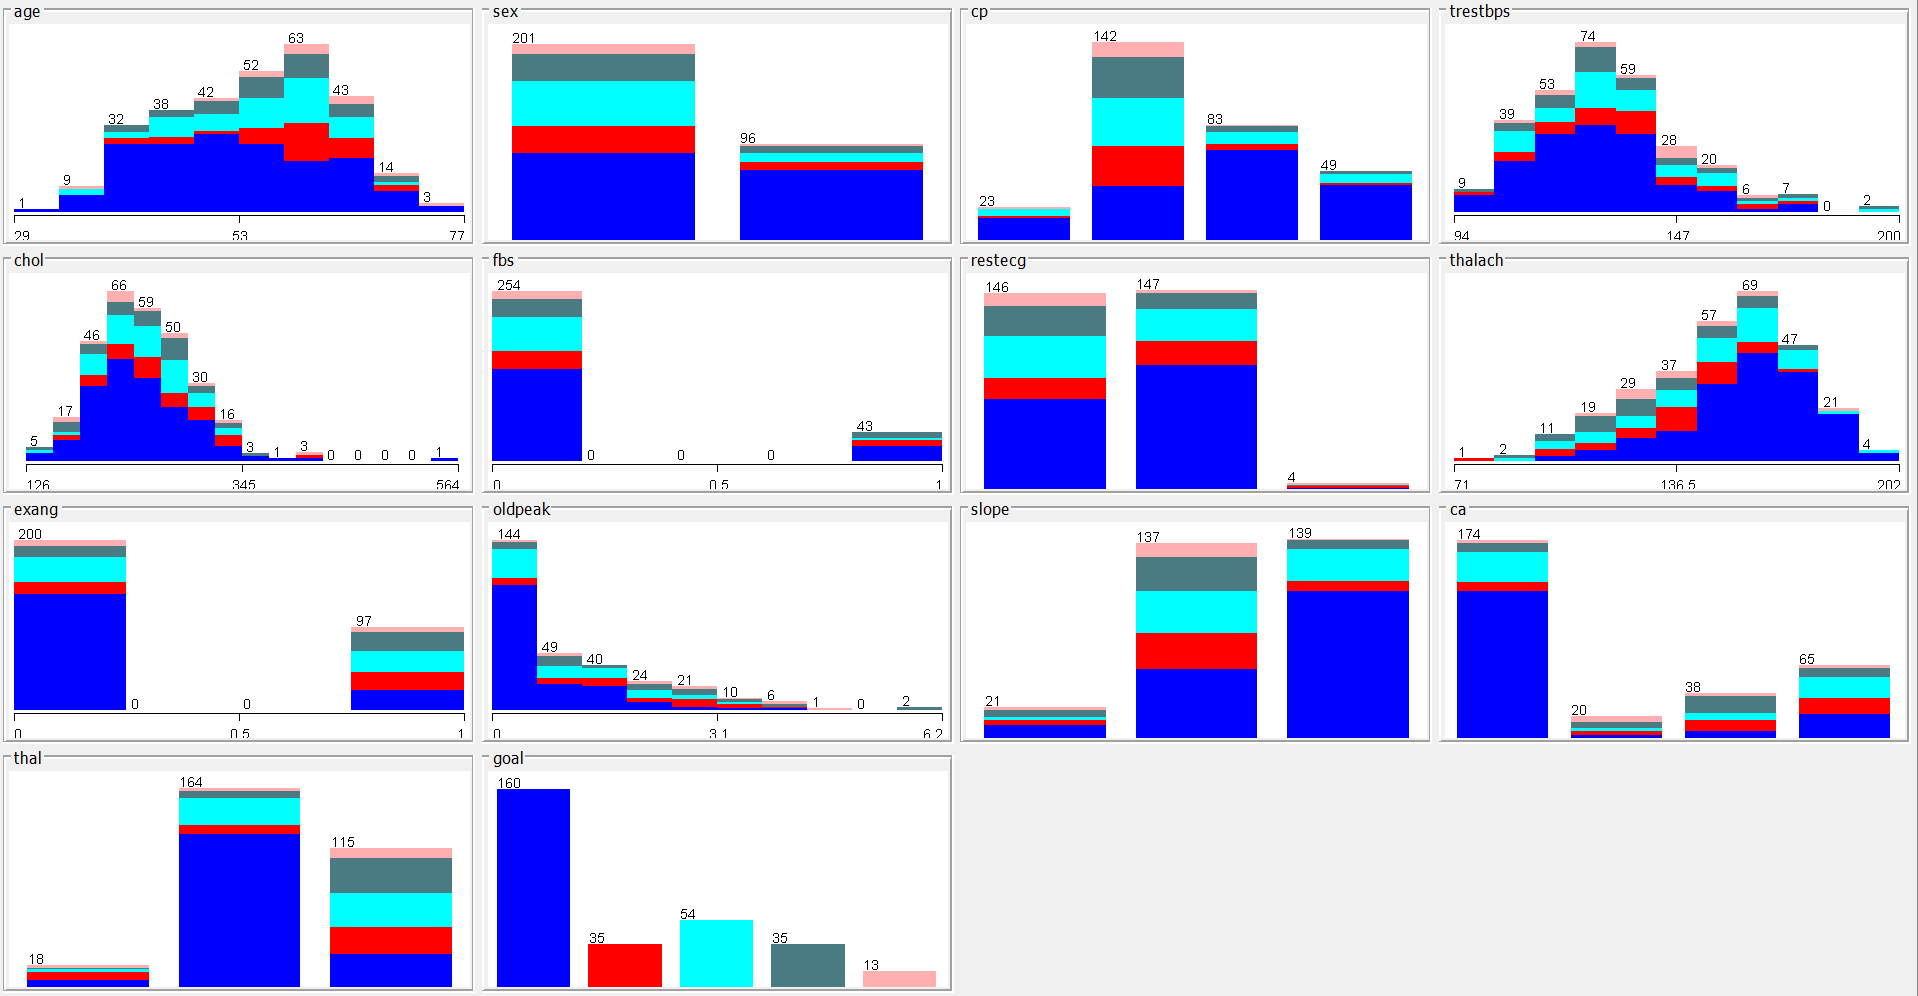 age
1 9 32 38 42 52 63 43 14 3
29 53 77
sex
201 96
cp
23 142 83 49
trestbps
9 39 53 74 59 28 20 6 7 0 2
94 147 200
chol
5 17 46 66 59 50 30 16 3 1 3 0 0 0 0 1
126 345 564
fbs
254 0 0 0 43
0 0.5 1
restecg
146 147 4
thalach
1 2 11 19 29 37 57 69 47 21 4
71 136.5 202
exang
200 0 0 97
0 0.5 1
oldpeak
144 49 40 24 21 10 6 1 0 2
0 3.1 6.2
slope
21 137 139
ca
174 20 38 65
thal
18 164 115
goal
160 35 54 35 13